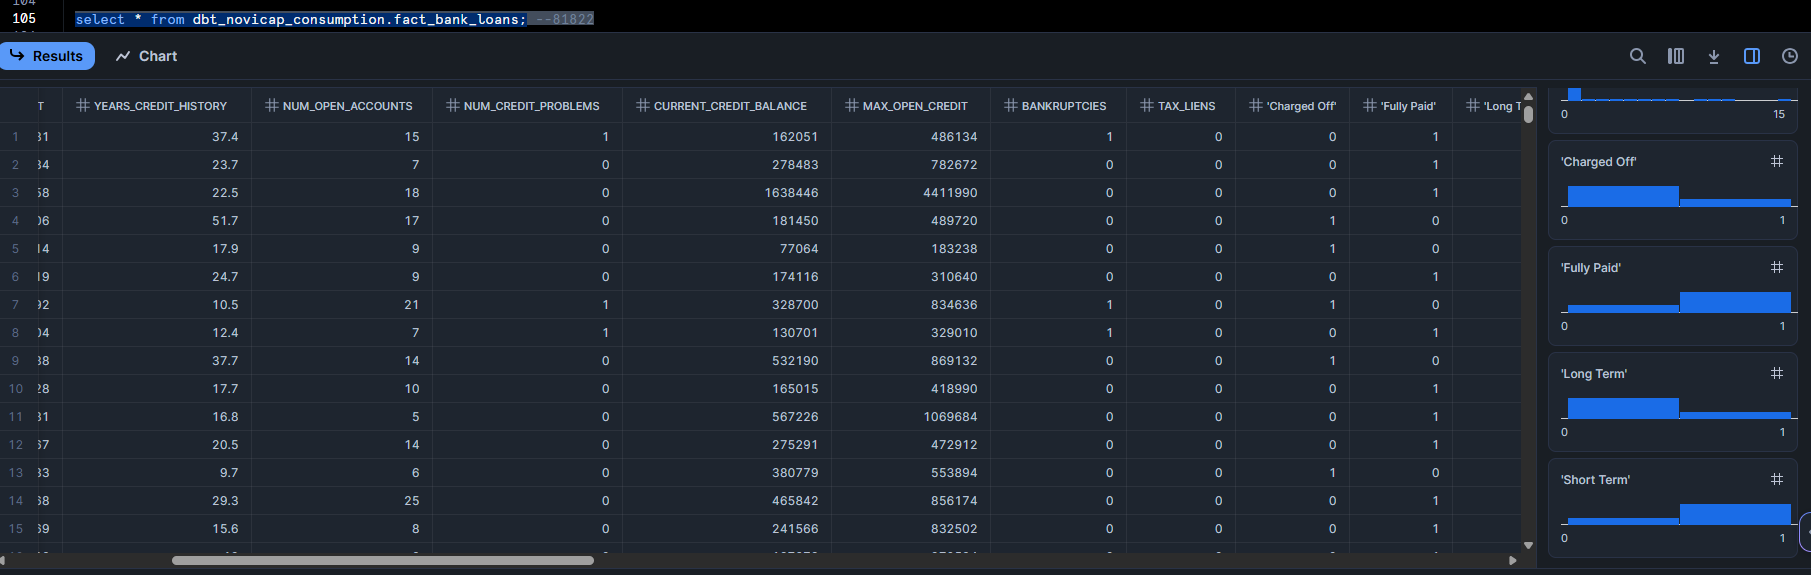 104
105 select * from dbt_novicap_consumption.fact_bank_loans; --81822
Results Chart
T YEARS_CREDIT_HISTORY NUM_OPEN_ACCOUNTS NUM_CREDIT_PROBLEMS CURRENT_CREDIT_BALANCE MAX_OPEN_CREDIT BANKRUPTCIES TAX_LIENS 'Charged Off' 'Fully Paid' 'Long T
1 31 37.4 15 1 162051 486134 1 0 0 1
2 34 23.7 7 0 278483 782672 0 0 0 1
3 58 22.5 18 0 1638446 4411990 0 0 0 1
4 06 51.7 17 0 181450 489720 0 0 1 0
5 14 17.9 9 0 77064 183238 0 0 1 0
6 19 24.7 9 0 174116 310640 0 0 0 1
7 92 10.5 21 1 328700 834636 1 0 1 0
8 04 12.4 7 1 130701 329010 1 0 0 1
9 38 37.7 14 0 532190 869132 0 0 1 0
10 28 17.7 10 0 165015 418990 0 0 0 1
11 31 16.8 5 0 567226 1069684 0 0 0 1
12 67 20.5 14 0 275291 472912 0 0 0 1
13 33 9.7 6 0 380779 553894 0 0 1 0
14 68 29.3 25 0 465842 856174 0 0 0 1
15 69 15.6 8 0 241566 832502 0 0 0 1
0 15
'Charged Off'
0 1
'Fully Paid'
0 1
'Long Term'
0 1
'Short Term'
0 1